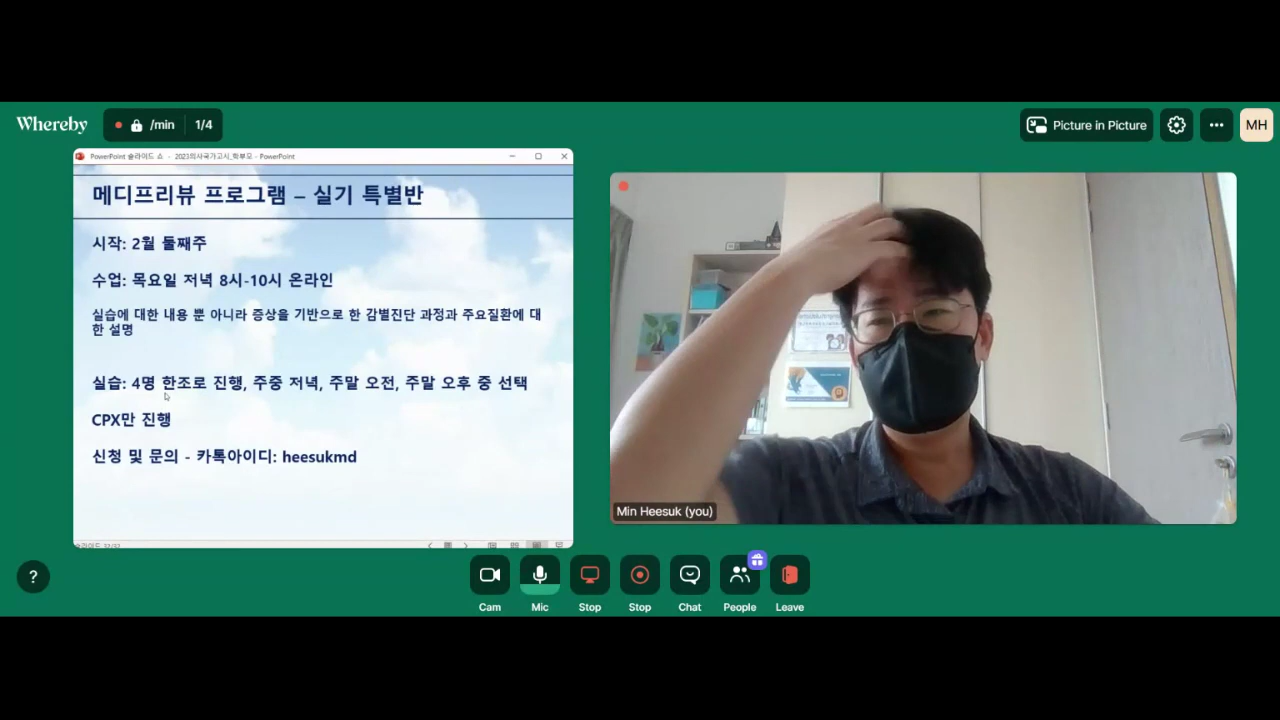 Whereby
/min
1/4
Picture in Picture
MH
PowerPoint 슬라이드 쇼 - 2023의사국가고시_학부모 - PowerPoint
메디프리뷰 프로그램 – 실기 특별반
시작: 2월 둘째주
수업: 목요일 저녁 8시-10시 온라인
실습에 대한 내용 뿐 아니라 증상을 기반으로 한 감별진단 과정과 주요질환에 대
한 설명
실습: 4명 한조로 진행, 주중 저녁, 주말 오전, 주말 오후 중 선택
CPX만 진행
신청 및 문의 - 카톡아이디: heesukmd
Min Heesuk (you)
?
Cam
Mic
Stop
Stop
Chat
People
Leave